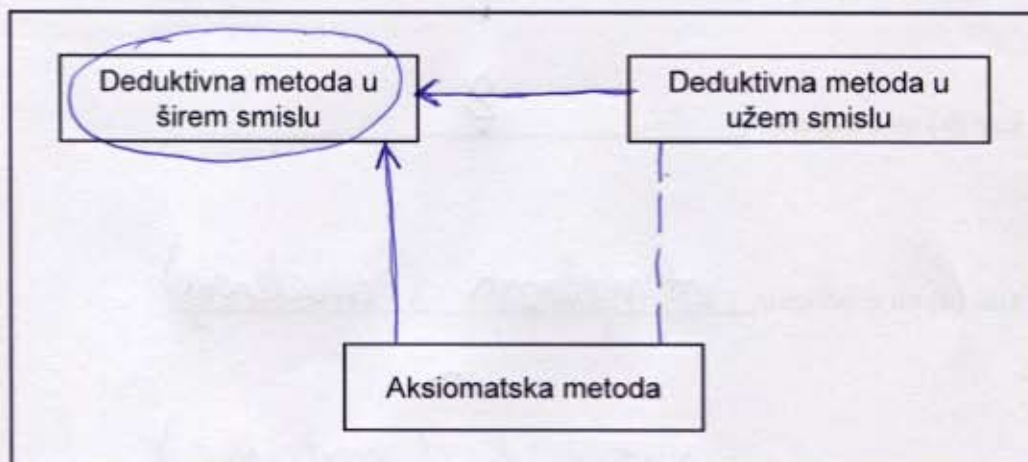 Deduktivna metoda u
širem smislu
Deduktivna metoda u
užem smislu
Aksiomatska metoda